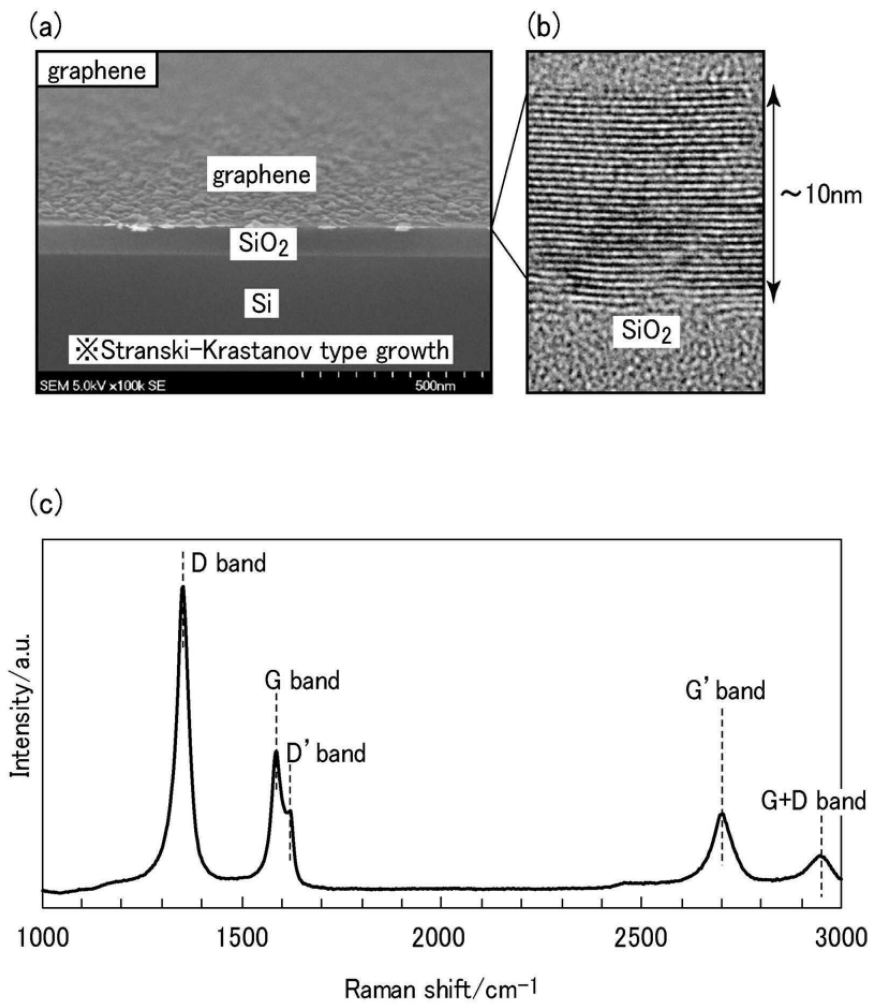 (a)
graphene
graphene
SiO₂
Si
※Stranski-Krastanov type growth
SEM 5.0kV x100k SE
500nm
(b)
~10nm
SiO₂
(c)
D band
G band
D' band
G' band
G+D band
Intensity/a.u.
1000 1500 2000 2500 3000
Raman shift/cm⁻¹